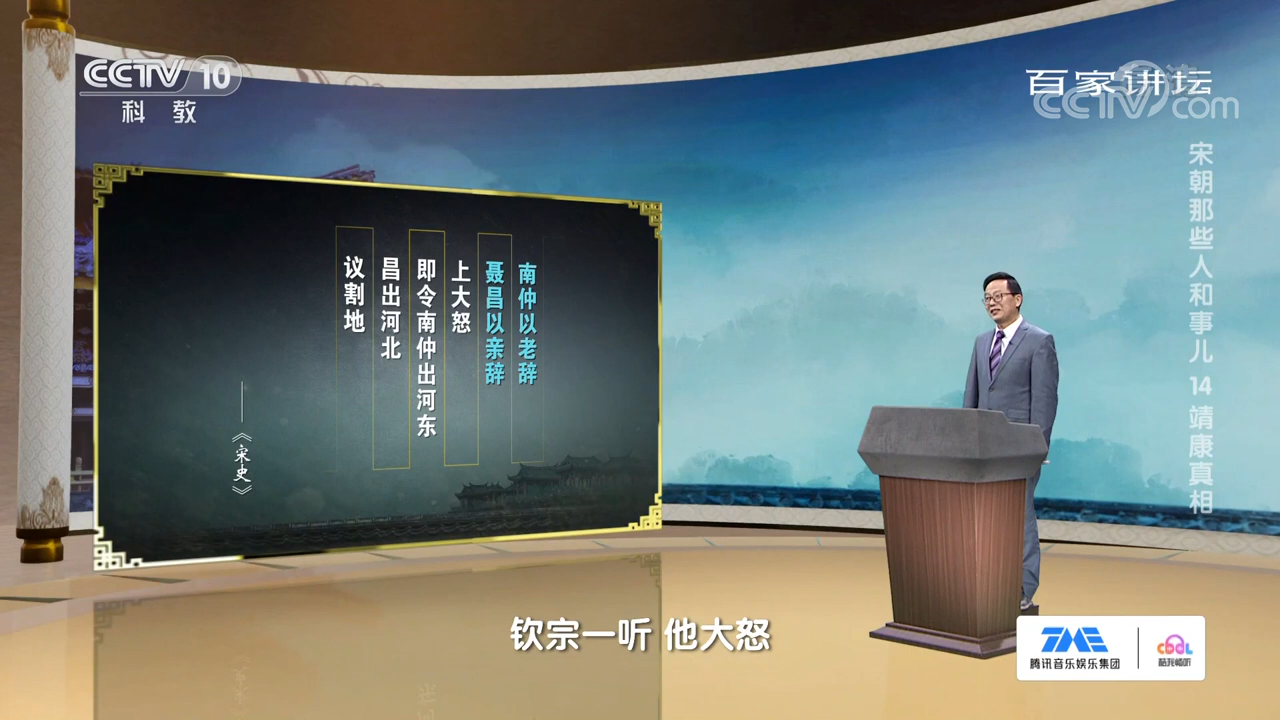 CCTV 10
科 教
百家讲坛
CCTV.com
宋朝那些人和事儿 14 靖康真相
南仲以老辞
聂昌以亲辞
上大怒
即令南仲出河东
昌出河北
议割地
——《宋史》
钦宗一听 他大怒
TME
腾讯音乐娱乐集团
酷我畅听